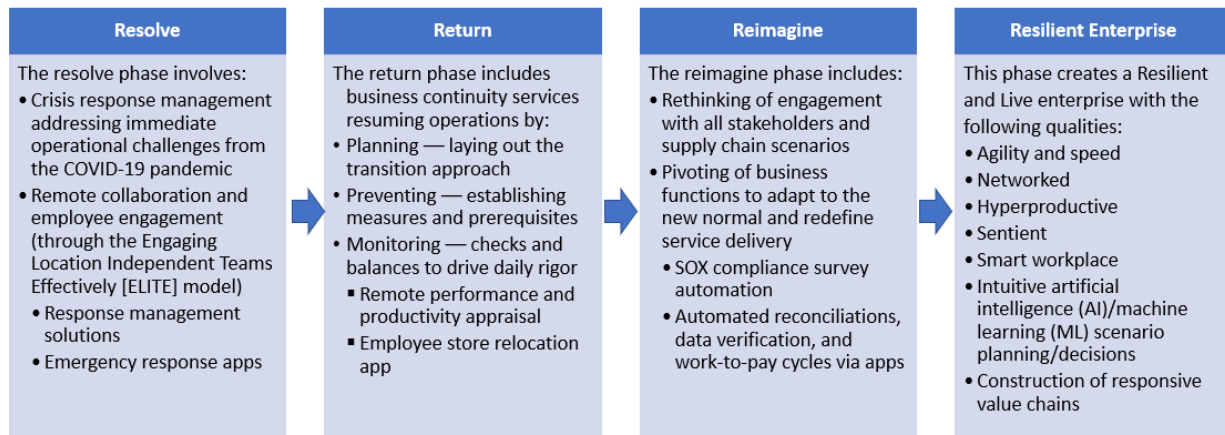 Resolve
The resolve phase involves:
• Crisis response management
addressing immediate
operational challenges from
the COVID-19 pandemic
• Remote collaboration and
employee engagement
(through the Engaging
Location Independent Teams
Effectively [ELITE] model)
• Response management
solutions
• Emergency response apps
Return
The return phase includes
business continuity services
resuming operations by:
• Planning — laying out the
transition approach
• Preventing — establishing
measures and prerequisites
• Monitoring — checks and
balances to drive daily rigor
▪ Remote performance and
productivity appraisal
▪ Employee store relocation
app
Reimagine
The reimagine phase includes:
• Rethinking of engagement
with all stakeholders and
supply chain scenarios
• Pivoting of business
functions to adapt to the
new normal and redefine
service delivery
• SOX compliance survey
automation
• Automated reconciliations,
data verification, and
work-to-pay cycles via apps
Resilient Enterprise
This phase creates a Resilient
and Live enterprise with the
following qualities:
• Agility and speed
• Networked
• Hyperproductive
• Sentient
• Smart workplace
• Intuitive artificial
intelligence (AI)/machine
learning (ML) scenario
planning/decisions
• Construction of responsive
value chains